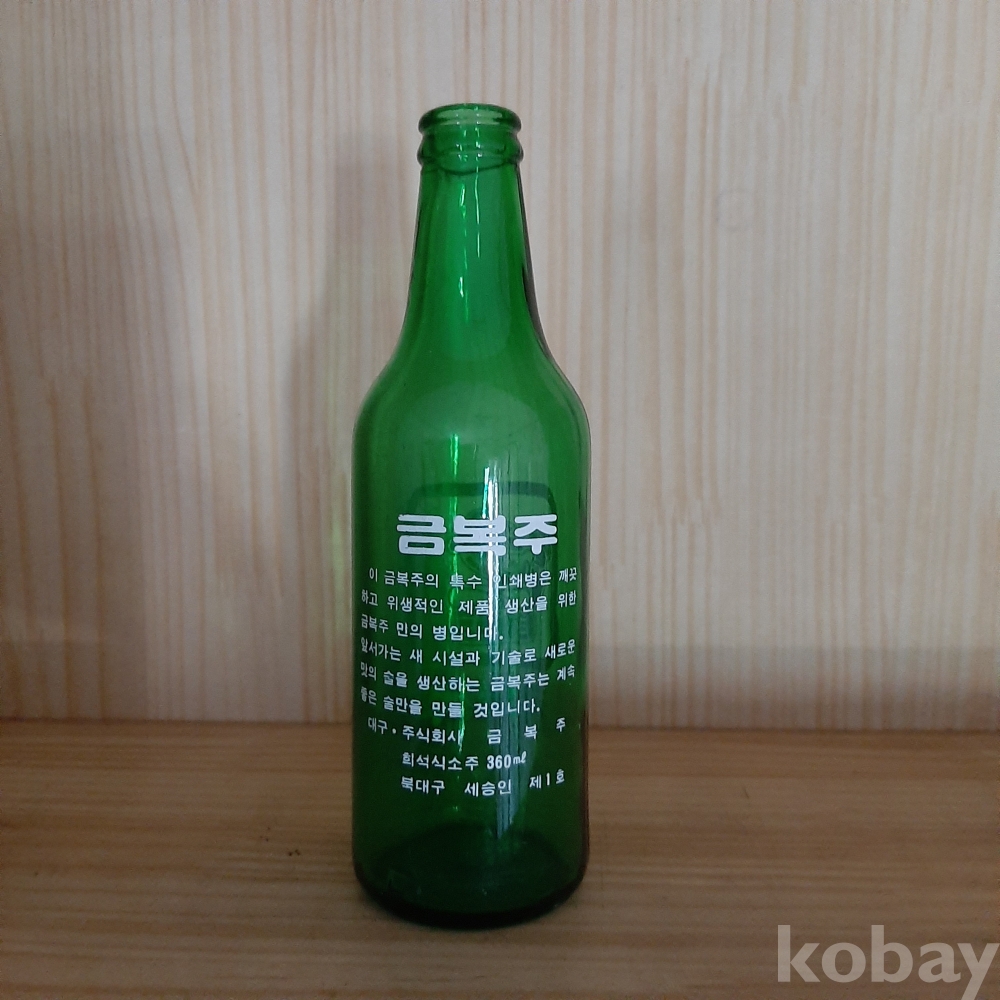 금복주
이 금복주의 특수 인쇄병은 깨끗
하고 위생적인 제품 생산을 위한
금복주 만의 병입니다.
앞서가는 새 시설과 기술로 새로운
맛의 술을 생산하는 금복주는 계속
좋은 술만을 만들 것입니다.
대구·주식회사 금 복 주
희석식소주 360㎖
북대구 세승인 제1호
kobay